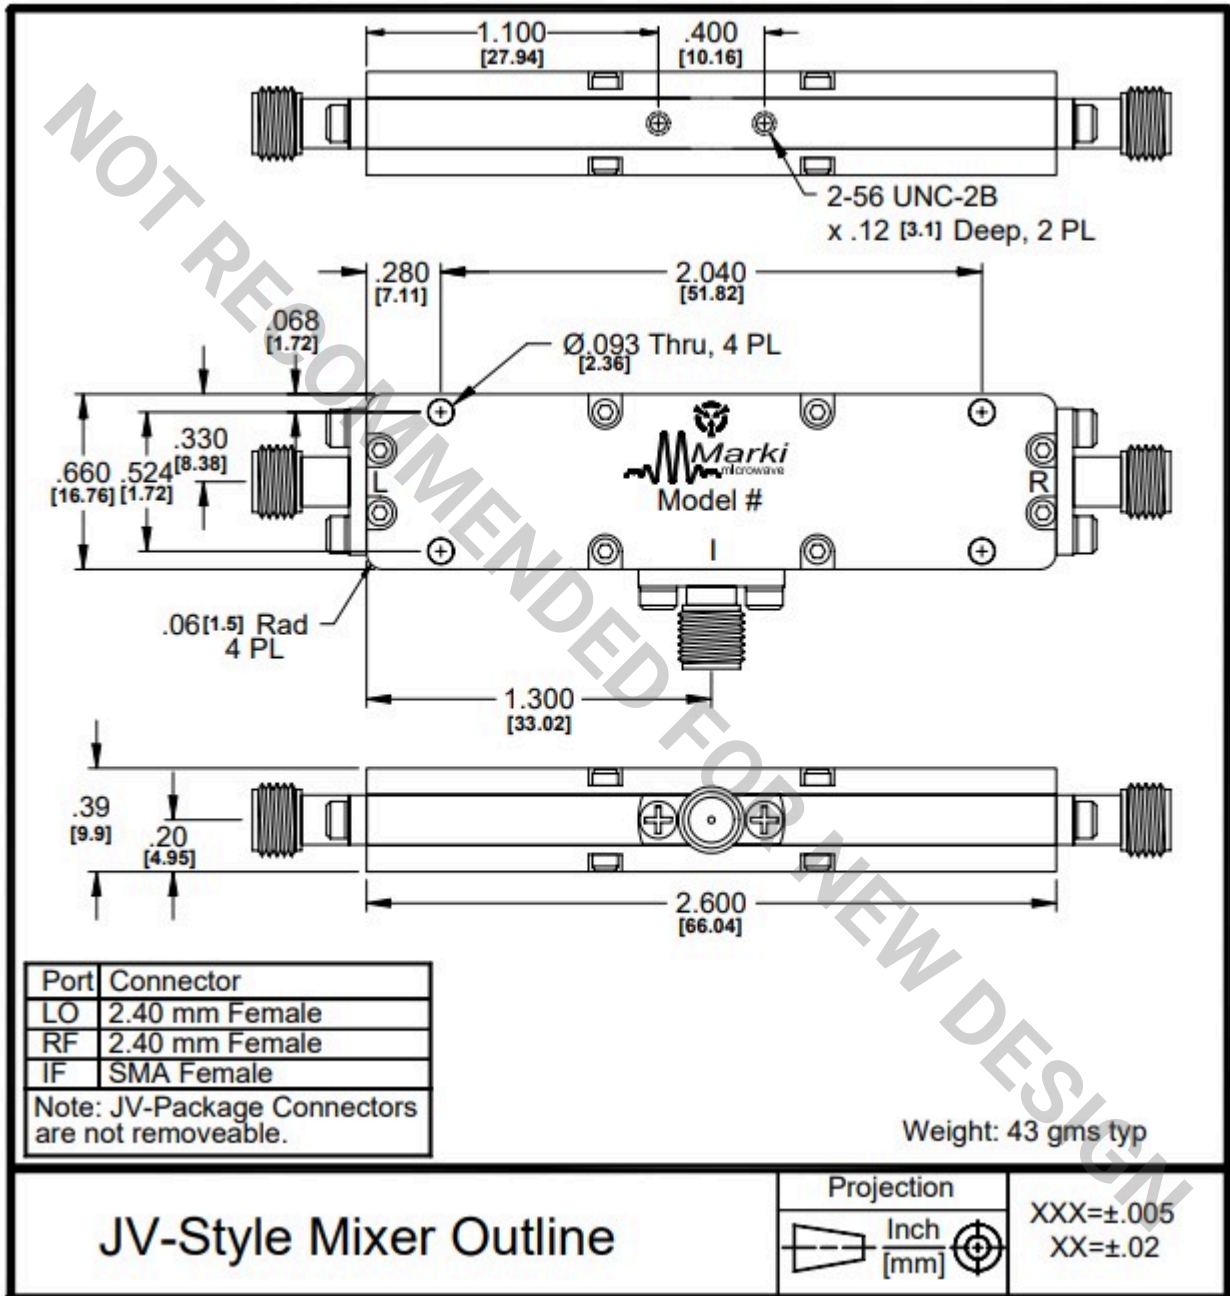 1.100
[27.94]
.400
[10.16]
2-56 UNC-2B
x .12 [3.1] Deep, 2 PL
.280
[7.11]
2.040
[51.82]
.068
[1.72]
Ø.093 Thru, 4 PL
[2.36]
.330
[8.38]
.660
[16.76]
.524
[1.72]
L
Marki
microwave
Model #
R
I
.06[1.5] Rad
4 PL
1.300
[33.02]
.39
[9.9]
.20
[4.95]
2.600
[66.04]
NOT RECOMMENDED FOR NEW DESIGN
Port Connector
LO 2.40 mm Female
RF 2.40 mm Female
IF SMA Female
Note: JV-Package Connectors
are not removeable.
Weight: 43 gms typ
JV-Style Mixer Outline
Projection
Inch
[mm]
XXX=±.005
XX=±.02